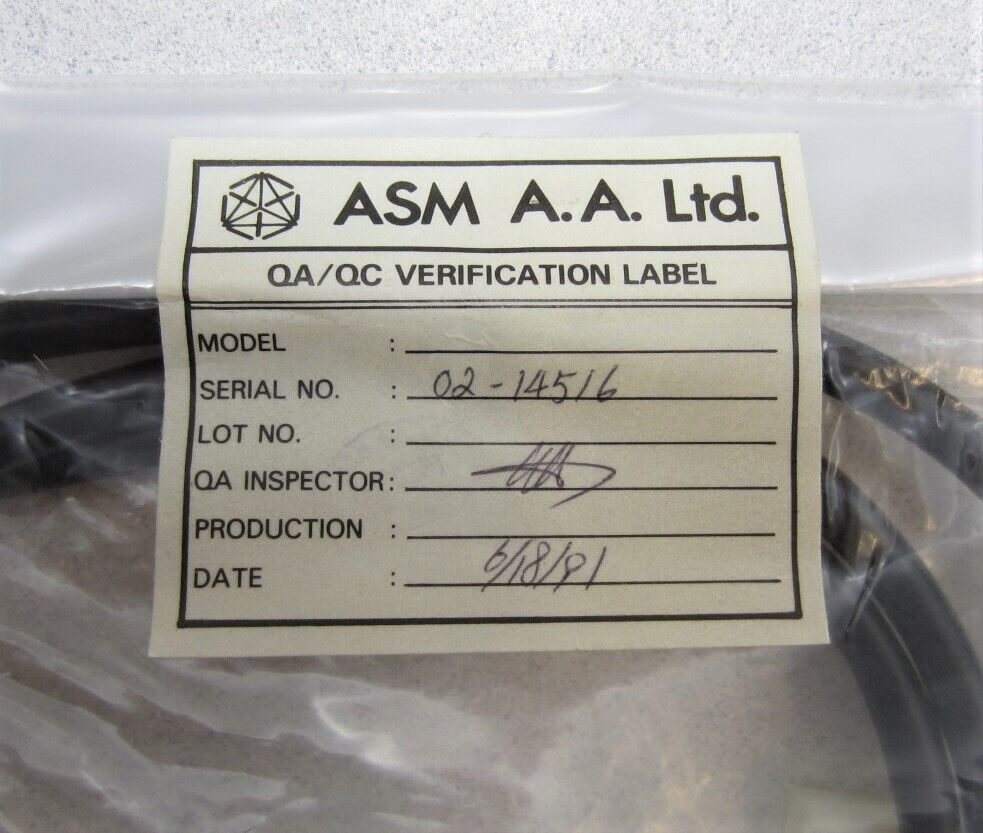 ASM A.A. Ltd.
QA/QC VERIFICATION LABEL
MODEL :
SERIAL NO. : 02-14516
LOT NO. :
QA INSPECTOR:
PRODUCTION :
DATE : 6/18/91